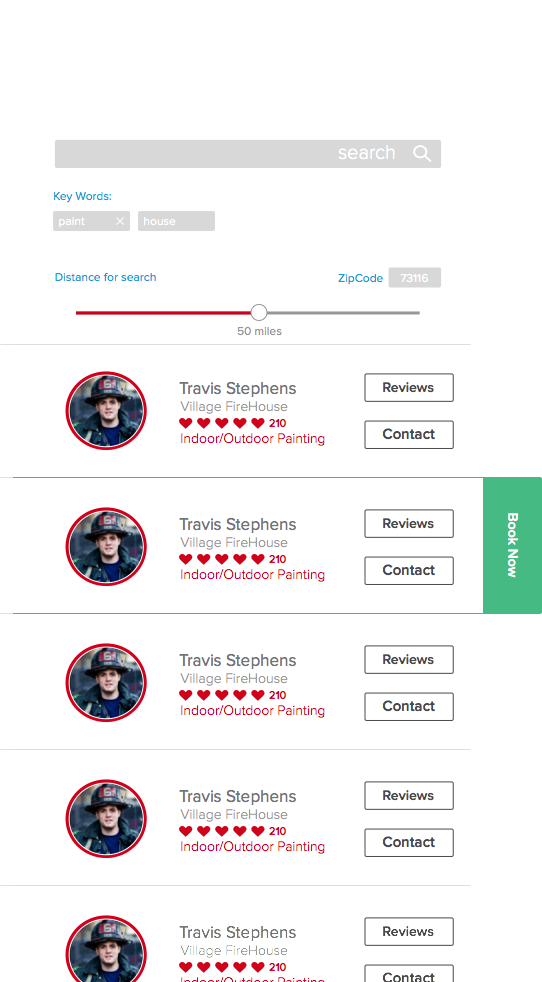 search
Key Words:
paint × house
Distance for search ZipCode 73116
50 miles
Travis Stephens
Village FireHouse
210
Indoor/Outdoor Painting
Reviews
Contact
Travis Stephens
Village FireHouse
210
Indoor/Outdoor Painting
Reviews
Contact
Book Now
Travis Stephens
Village FireHouse
210
Indoor/Outdoor Painting
Reviews
Contact
Travis Stephens
Village FireHouse
210
Indoor/Outdoor Painting
Reviews
Contact
Travis Stephens
Village FireHouse
210
Indoor/Outdoor Painting
Reviews
Contact